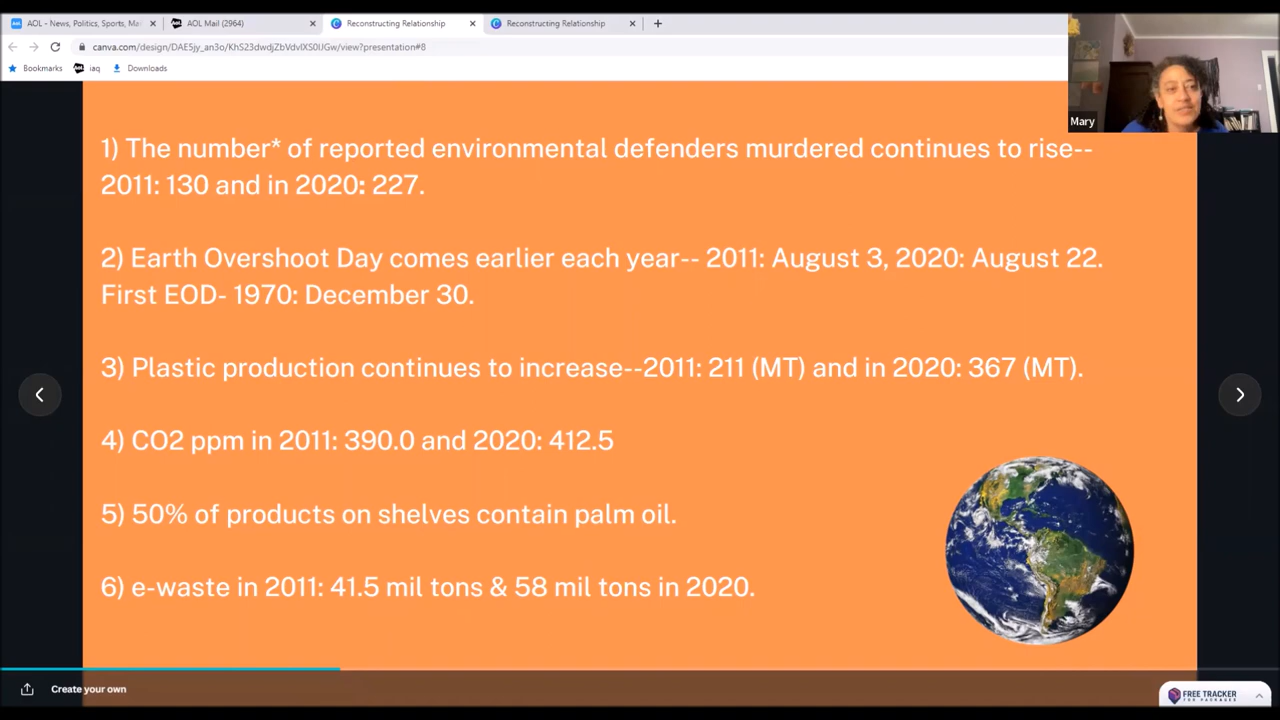 AOL - News, Politics, Sports, Mai
AOL Mail (2964)
Reconstructing Relationship
Reconstructing Relationship
canva.com/design/DAE5jy_an3o/KhS23dwdjZbVdvIXS0IJGw/view?presentation#8
Bookmarks
iaq
Downloads
Mary
1) The number* of reported environmental defenders murdered continues to rise--
2011: 130 and in 2020: 227.
2) Earth Overshoot Day comes earlier each year-- 2011: August 3, 2020: August 22.
First EOD- 1970: December 30.
3) Plastic production continues to increase--2011: 211 (MT) and in 2020: 367 (MT).
4) CO2 ppm in 2011: 390.0 and 2020: 412.5
5) 50% of products on shelves contain palm oil.
6) e-waste in 2011: 41.5 mil tons & 58 mil tons in 2020.
Create your own
FREE TRACKER
FOR PACKAGES